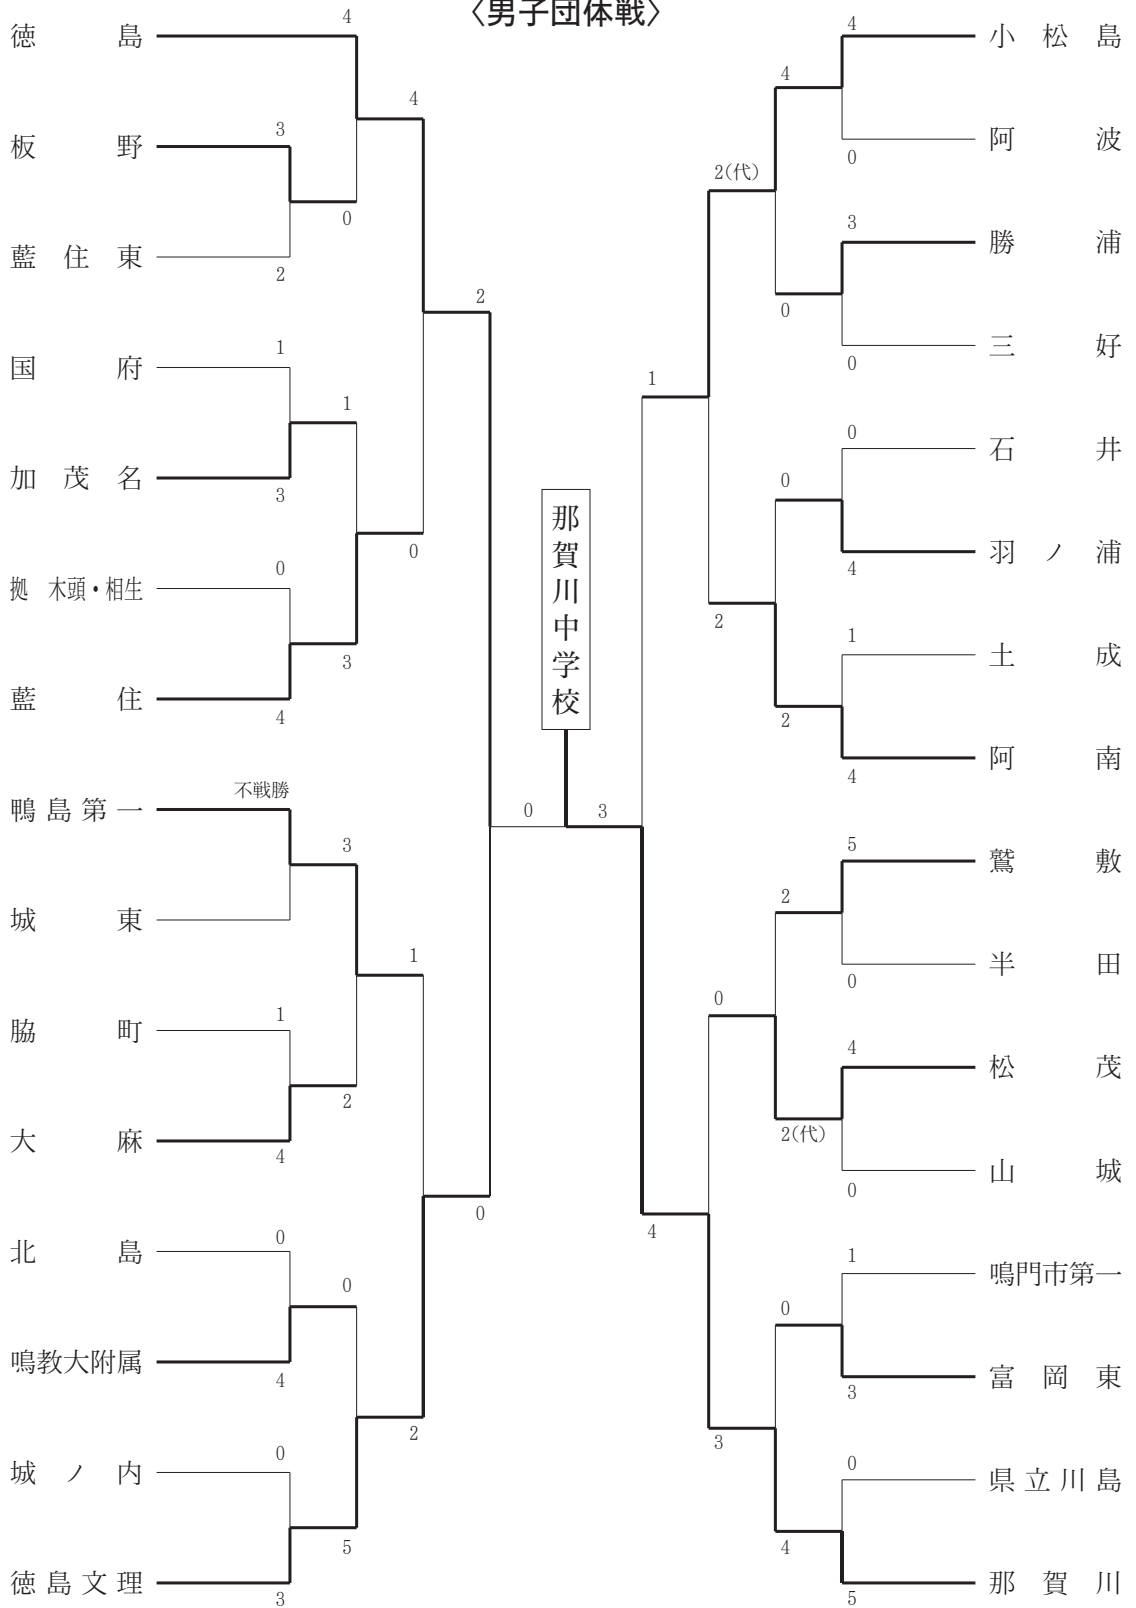 〈男子団体戦〉
徳島
4
4
板野
3
0
藍住東
2
2
国府
1
1
加茂名
3
0
拠 木頭・相生
0
3
藍住
4
鴨島第一
不戦勝
3
城東
1
脇町
1
2
大麻
4
0
北島
0
0
鳴教大附属
4
2
城ノ内
0
5
徳島文理
3
0
那賀川中学校
3
4
小松島
4
阿波
0
2(代)
3
勝浦
0
三好
0
1
0
石井
0
羽ノ浦
4
2
1
土成
2
阿南
4
5
鷲敷
2
半田
0
0
4
松茂
2(代)
山城
0
4
1
鳴門市第一
0
富岡東
3
3
0
県立川島
4
那賀川
5